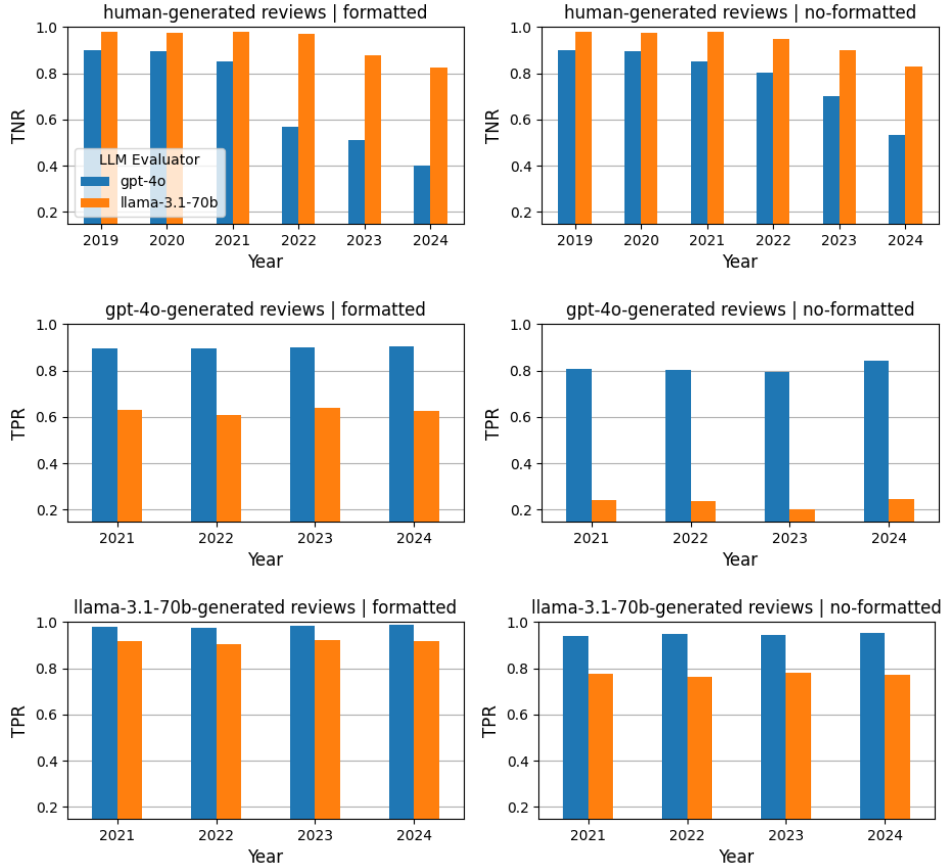 human-generated reviews | formatted
1.0
0.8
0.6
0.4
0.2
TNR
LLM Evaluator
gpt-4o
llama-3.1-70b
2019 2020 2021 2022 2023 2024
Year
human-generated reviews | no-formatted
1.0
0.8
0.6
0.4
0.2
TNR
2019 2020 2021 2022 2023 2024
Year
gpt-4o-generated reviews | formatted
1.0
0.8
0.6
0.4
0.2
TPR
2021 2022 2023 2024
Year
gpt-4o-generated reviews | no-formatted
1.0
0.8
0.6
0.4
0.2
TPR
2021 2022 2023 2024
Year
llama-3.1-70b-generated reviews | formatted
1.0
0.8
0.6
0.4
0.2
TPR
2021 2022 2023 2024
Year
llama-3.1-70b-generated reviews | no-formatted
1.0
0.8
0.6
0.4
0.2
TPR
2021 2022 2023 2024
Year